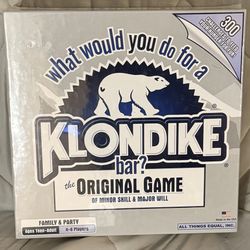 what would you do for a
300
KLONDIKE
bar?
the ORIGINAL GAME
OF MINOR SKILL & MAJOR WILL
FAMILY & PARTY
Ages Teen-Adult
4-8 Players
ALL THINGS EQUAL, INC.